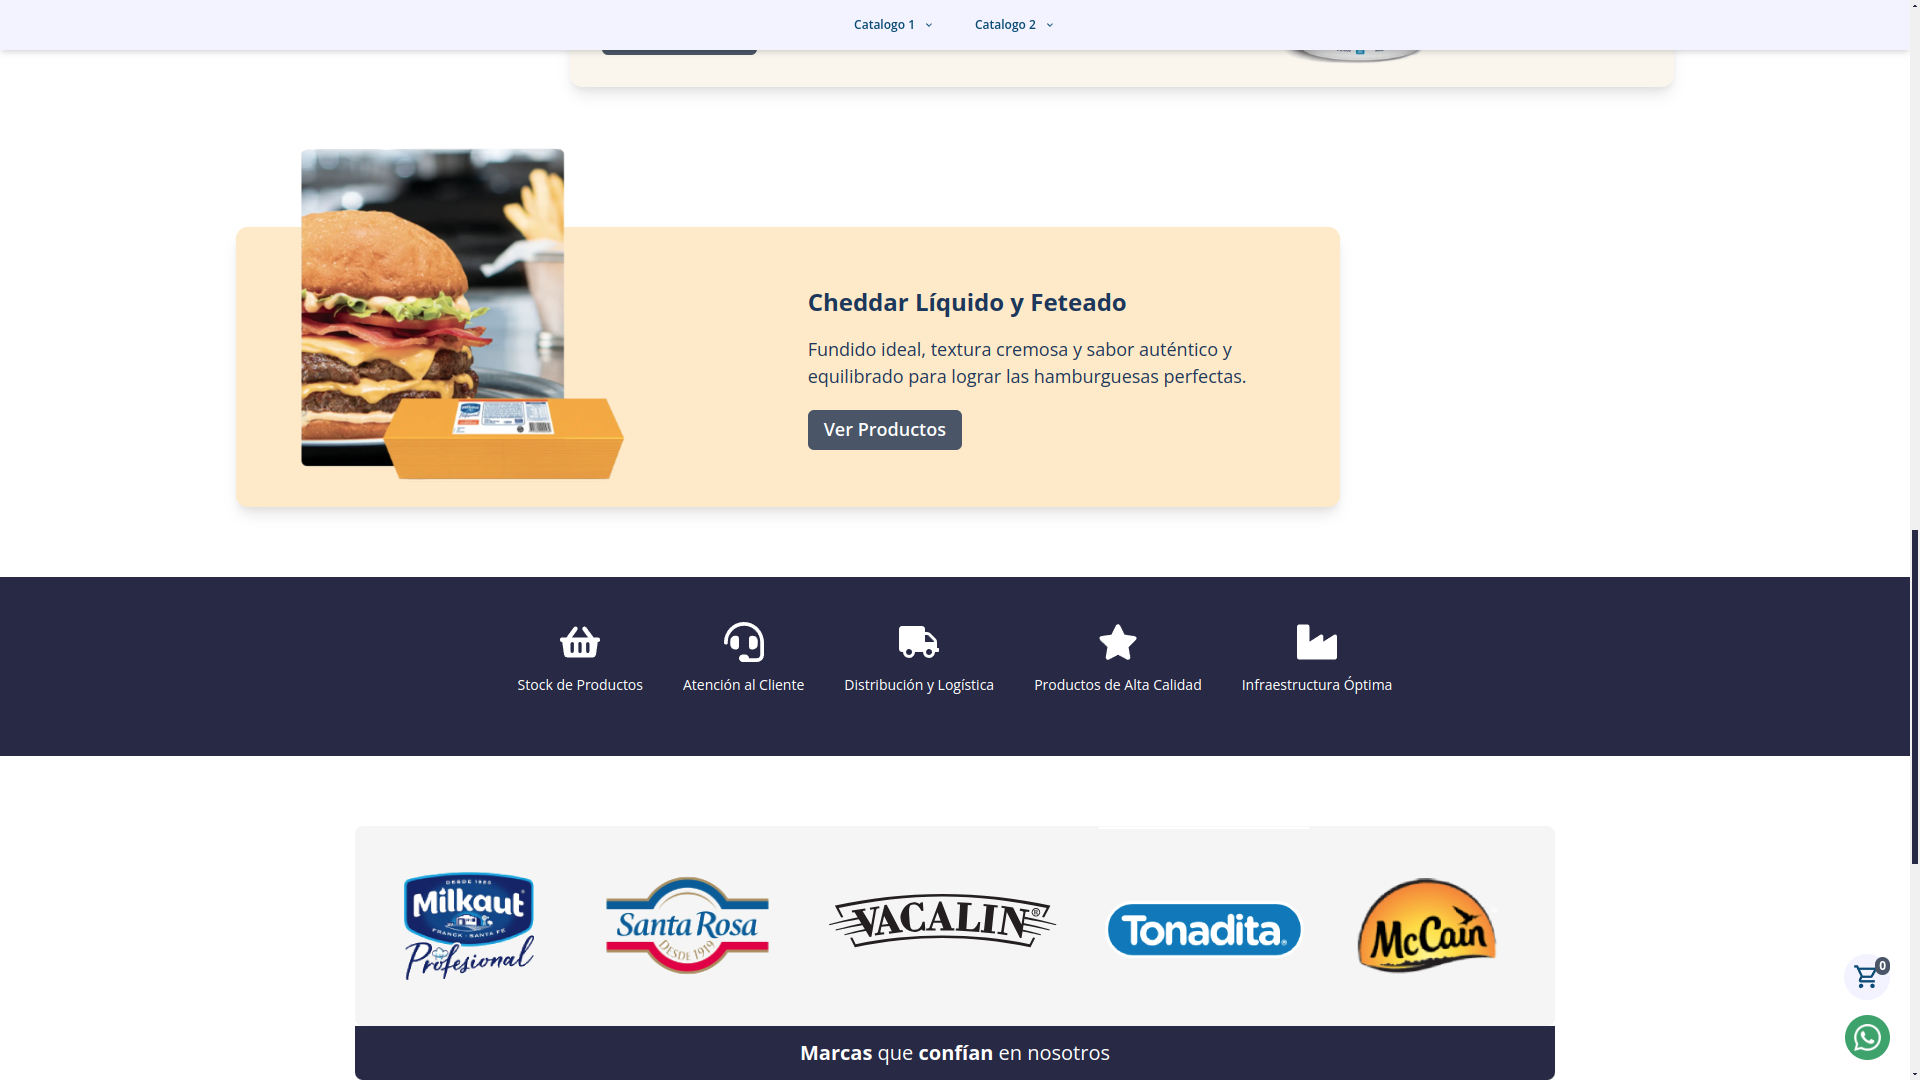 Catalogo 1
Catalogo 2
Cheddar Líquido y Feteado
Fundido ideal, textura cremosa y sabor auténtico y
equilibrado para lograr las hamburguesas perfectas.
Ver Productos
Stock de Productos
Atención al Cliente
Distribución y Logística
Productos de Alta Calidad
Infraestructura Óptima
DESDE 1925
Milkaut
FRANCK - SANTA FE
Profesional
Santa Rosa
DESDE 1919
VACALIN®
Tonadita®
McCain
0
Marcas que confían en nosotros